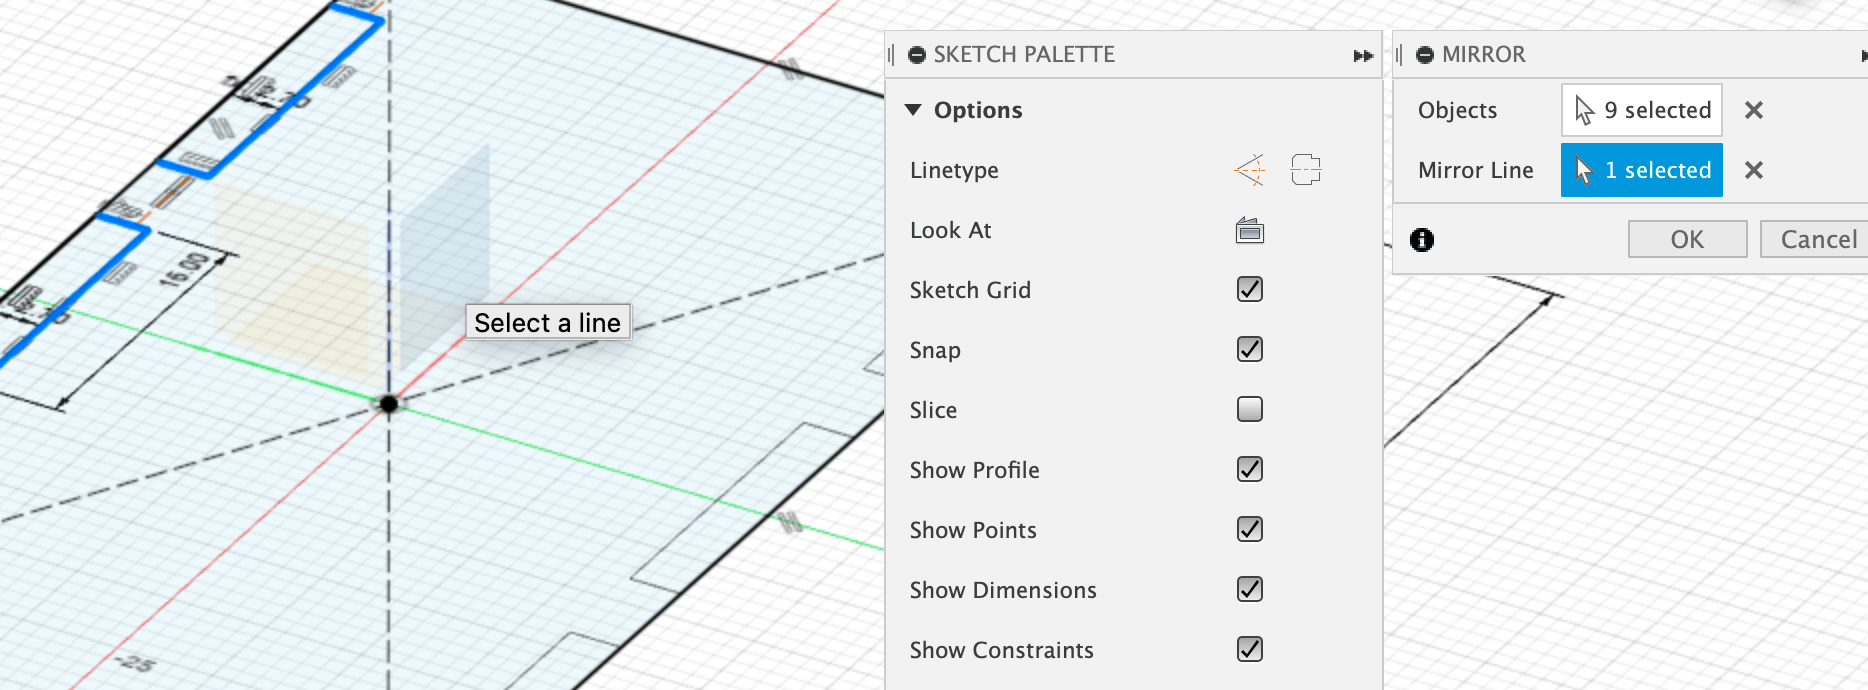 SKETCH PALETTE
Options
Linetype
Look At
Sketch Grid
Snap
Slice
Show Profile
Show Points
Show Dimensions
Show Constraints
MIRROR
Objects 9 selected
Mirror Line 1 selected
OK Cancel
Select a line
16.00
-25